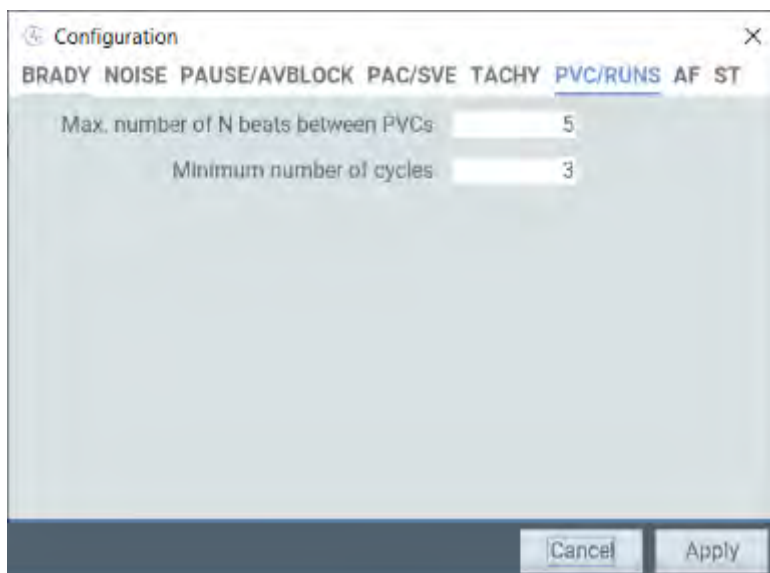 Configuration
BRADY NOISE PAUSE/AVBLOCK PAC/SVE TACHY PVC/RUNS AF ST
Max. number of N beats between PVCs 5
Minimum number of cycles 3
Cancel Apply